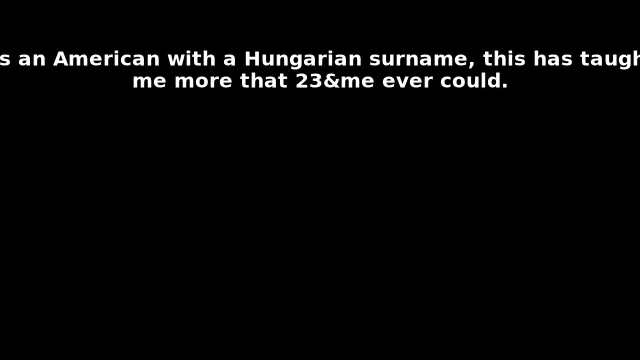 s an American with a Hungarian surname, this has taugh
me more that 23&me ever could.